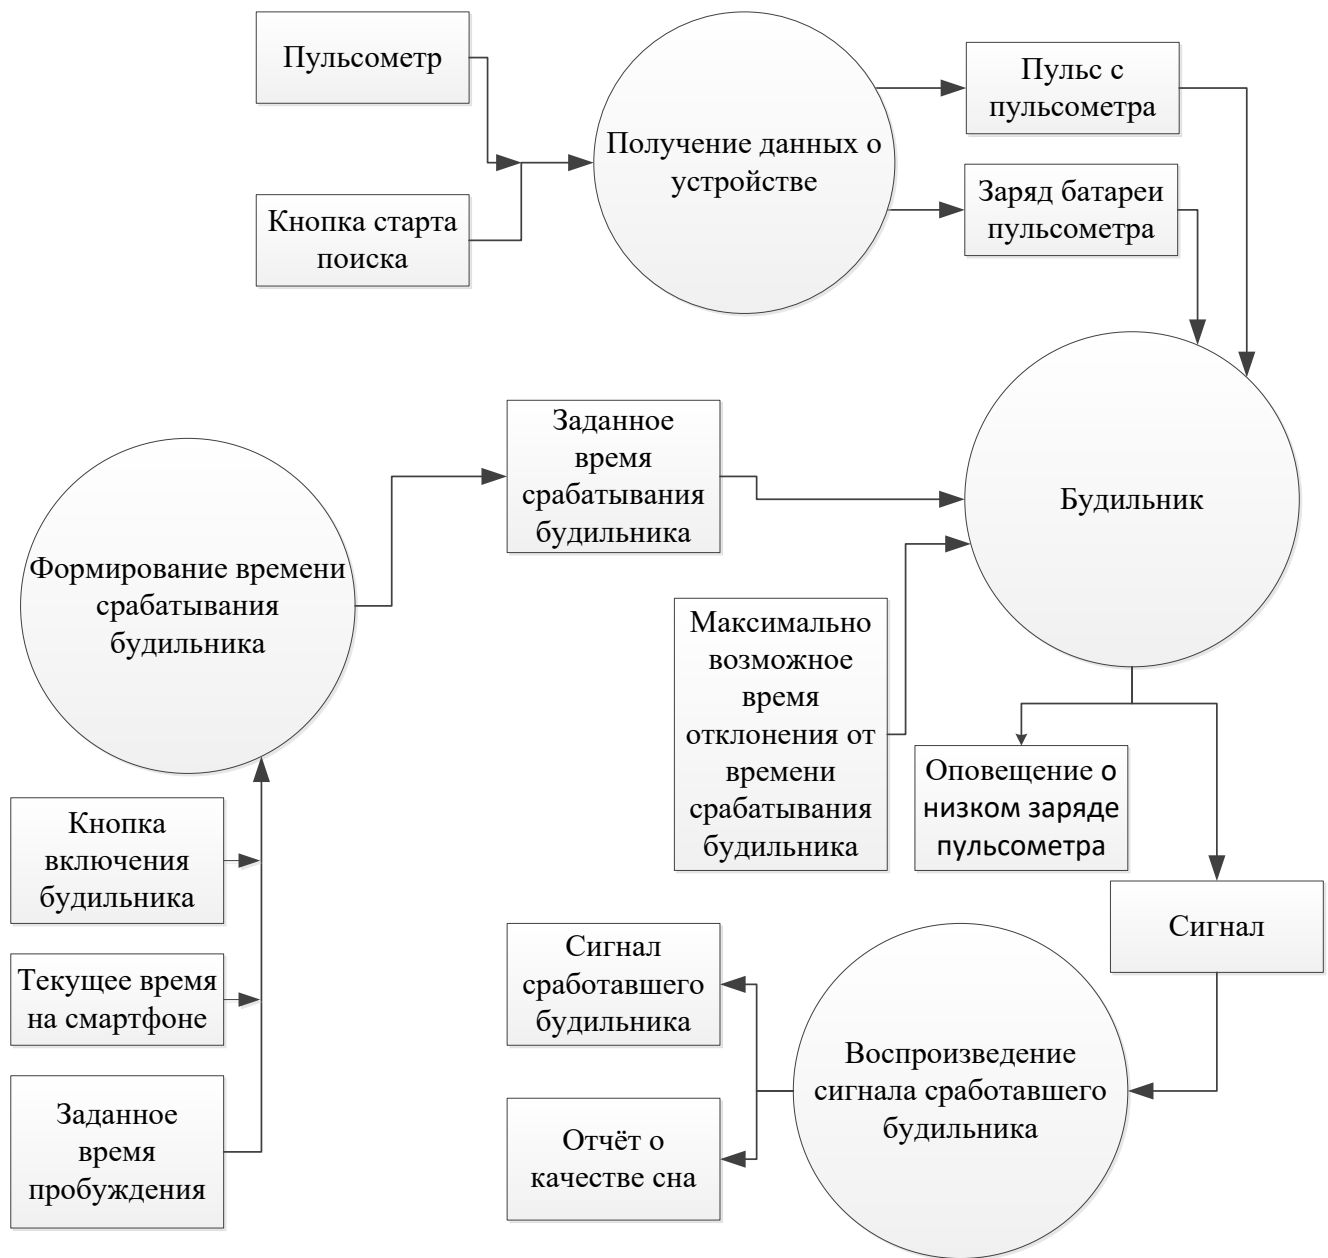 Пульсометр
Кнопка старта
поиска
Получение данных о
устройстве
Пульс с
пульсометра
Заряд батареи
пульсометра
Будильник
Заданное
время
срабатывания
будильника
Формирование времени
срабатывания
будильника
Максимально
возможное
время
отклонения от
времени
срабатывания
будильника
Оповещение о
низком заряде
пульсометра
Сигнал
Кнопка
включения
будильника
Текущее время
на смартфоне
Заданное
время
пробуждения
Сигнал
сработавшего
будильника
Отчёт о
качестве сна
Воспроизведение
сигнала сработавшего
будильника